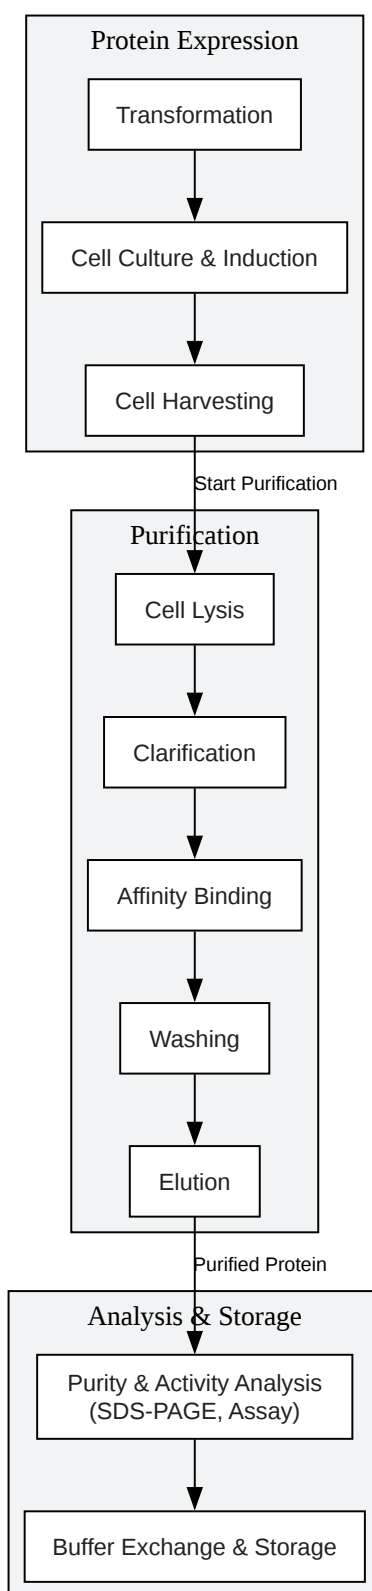 Protein Expression
Transformation
Cell Culture & Induction
Cell Harvesting
Start Purification
Purification
Cell Lysis
Clarification
Affinity Binding
Washing
Elution
Purified Protein
Analysis & Storage
Purity & Activity Analysis
(SDS-PAGE, Assay)
Buffer Exchange & Storage